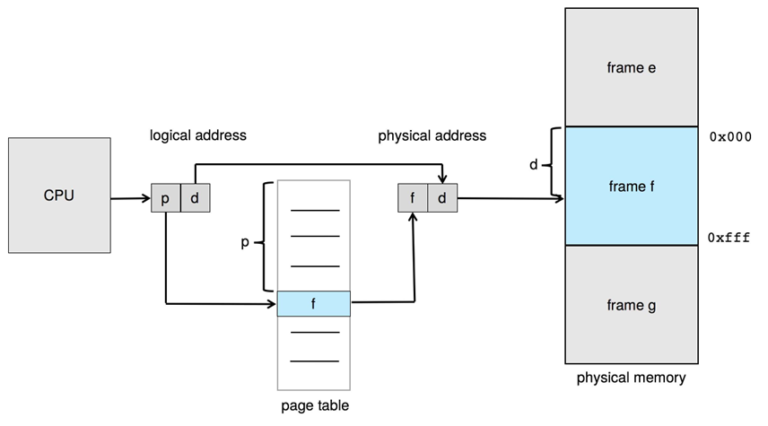 frame e
logical address
physical address
0x000
d
CPU
p
d
f
d
frame f
p
0xfff
f
frame g
physical memory
page table